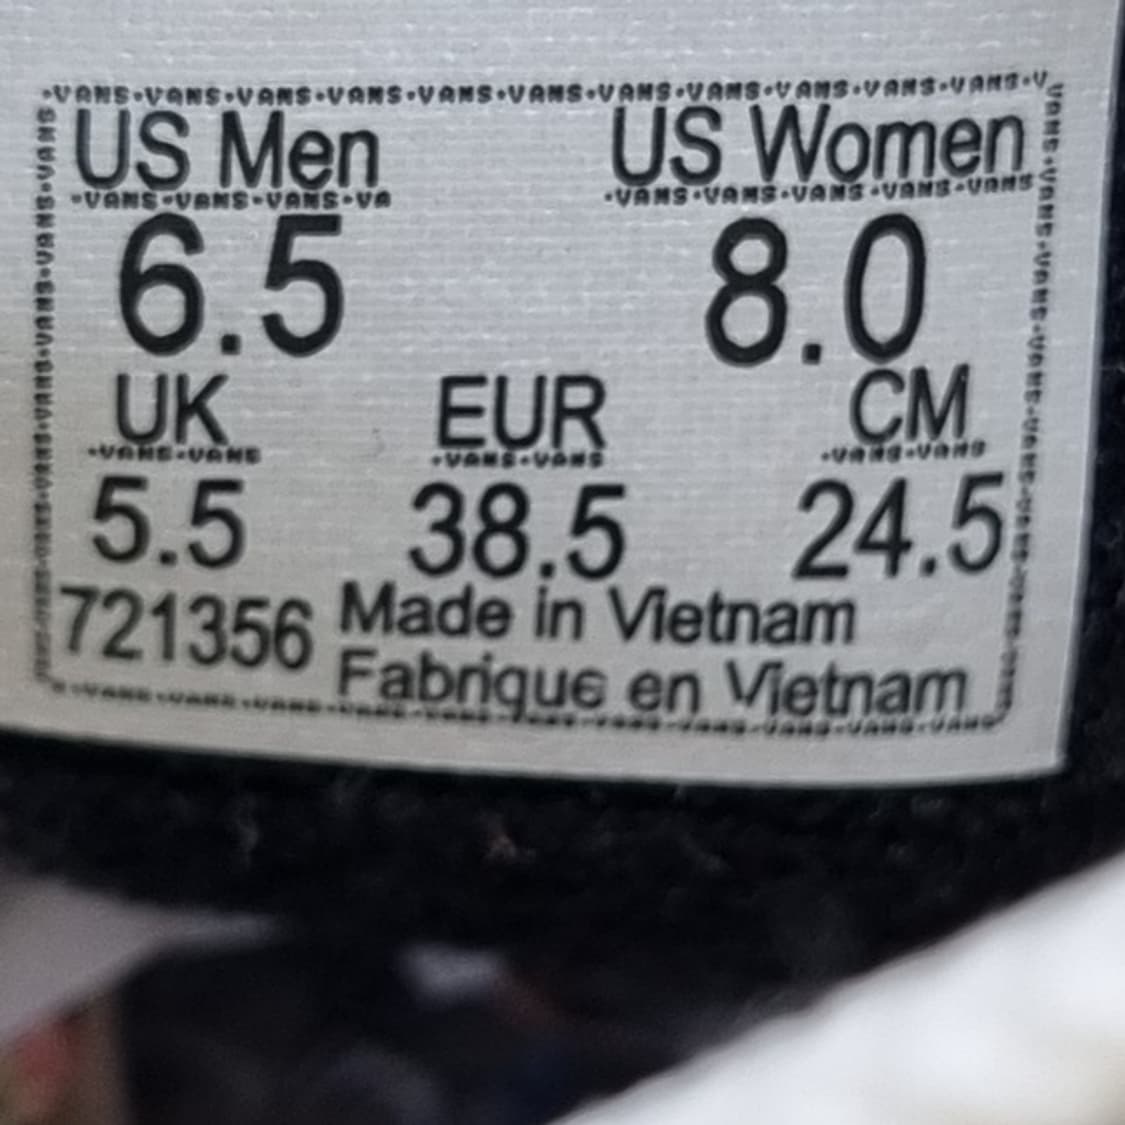 ·VANS·VANS·VANS·VANS·VANS·VANS·VANS·VANS·VANS·VANS·VANS·V
US Men US Women
·VANS·VANS·VANS·VA ·VANS·VANS·VANS·VANS·VANS
6.5 8.0
UK EUR CM
·VANS·VANS ·VANS·VANS ·VANS·VANS
5.5 38.5 24.5
721356 Made in Vietnam
Fabrique en Vietnam